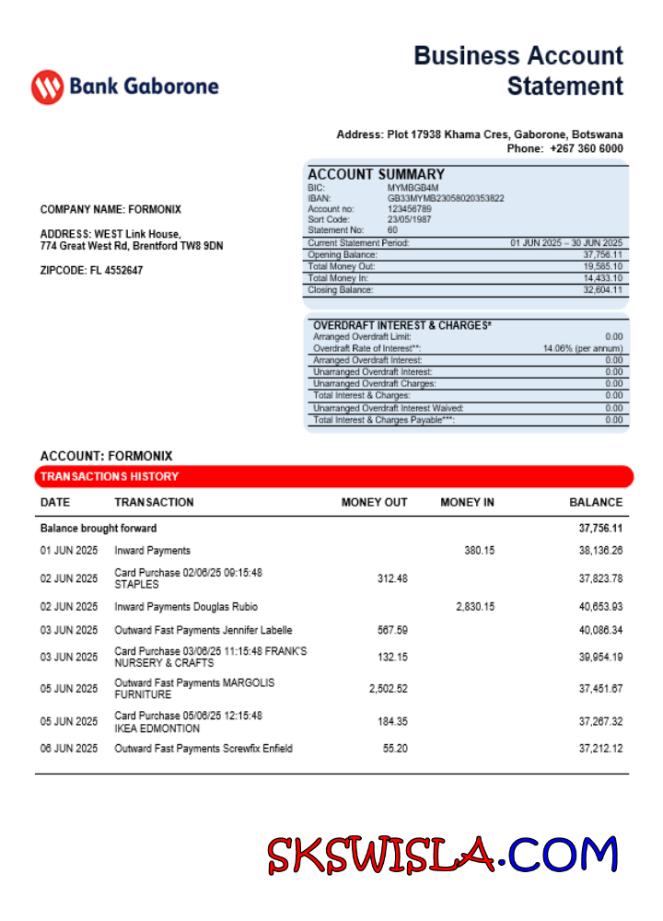 Business Account
Statement
Bank Gaborone
Address: Plot 17938 Khama Cres, Gaborone, Botswana
Phone: +267 360 6000
ACCOUNT SUMMARY
BIC: MYMBGB4M
IBAN: GB33MYMB23058020353822
Account no: 123456789
Sort Code: 23/05/1987
Statement No: 60
Current Statement Period: 01 JUN 2025 – 30 JUN 2025
Opening Balance: 37,756.11
Total Money Out: 19,585.10
Total Money In: 14,433.10
Closing Balance: 32,604.11
COMPANY NAME: FORMONIX
ADDRESS: WEST Link House,
774 Great West Rd, Brentford TW8 9DN
ZIPCODE: FL 4552647
OVERDRAFT INTEREST & CHARGES*
Arranged Overdraft Limit: 0.00
Overdraft Rate of Interest**: 14.06% (per annum)
Arranged Overdraft Interest: 0.00
Unarranged Overdraft Interest: 0.00
Unarranged Overdraft Charges: 0.00
Total Interest & Charges: 0.00
Unarranged Overdraft Interest Waived: 0.00
Total Interest & Charges Payable***: 0.00
ACCOUNT: FORMONIX
TRANSACTIONS HISTORY
DATE TRANSACTION MONEY OUT MONEY IN BALANCE
Balance brought forward 37,756.11
01 JUN 2025 Inward Payments 380.15 38,136.26
02 JUN 2025 Card Purchase 02/06/25 09:15:48 312.48 37,823.78
STAPLES
02 JUN 2025 Inward Payments Douglas Rubio 2,830.15 40,653.93
03 JUN 2025 Outward Fast Payments Jennifer Labelle 567.59 40,086.34
03 JUN 2025 Card Purchase 03/06/25 11:15:48 FRANK'S 132.15 39,954.19
NURSERY & CRAFTS
05 JUN 2025 Outward Fast Payments MARGOLIS 2,502.52 37,451.67
FURNITURE
05 JUN 2025 Card Purchase 05/06/25 12:15:48 184.35 37,267.32
IKEA EDMONTION
06 JUN 2025 Outward Fast Payments Screwfix Enfield 55.20 37,212.12
SKSWISLA.COM